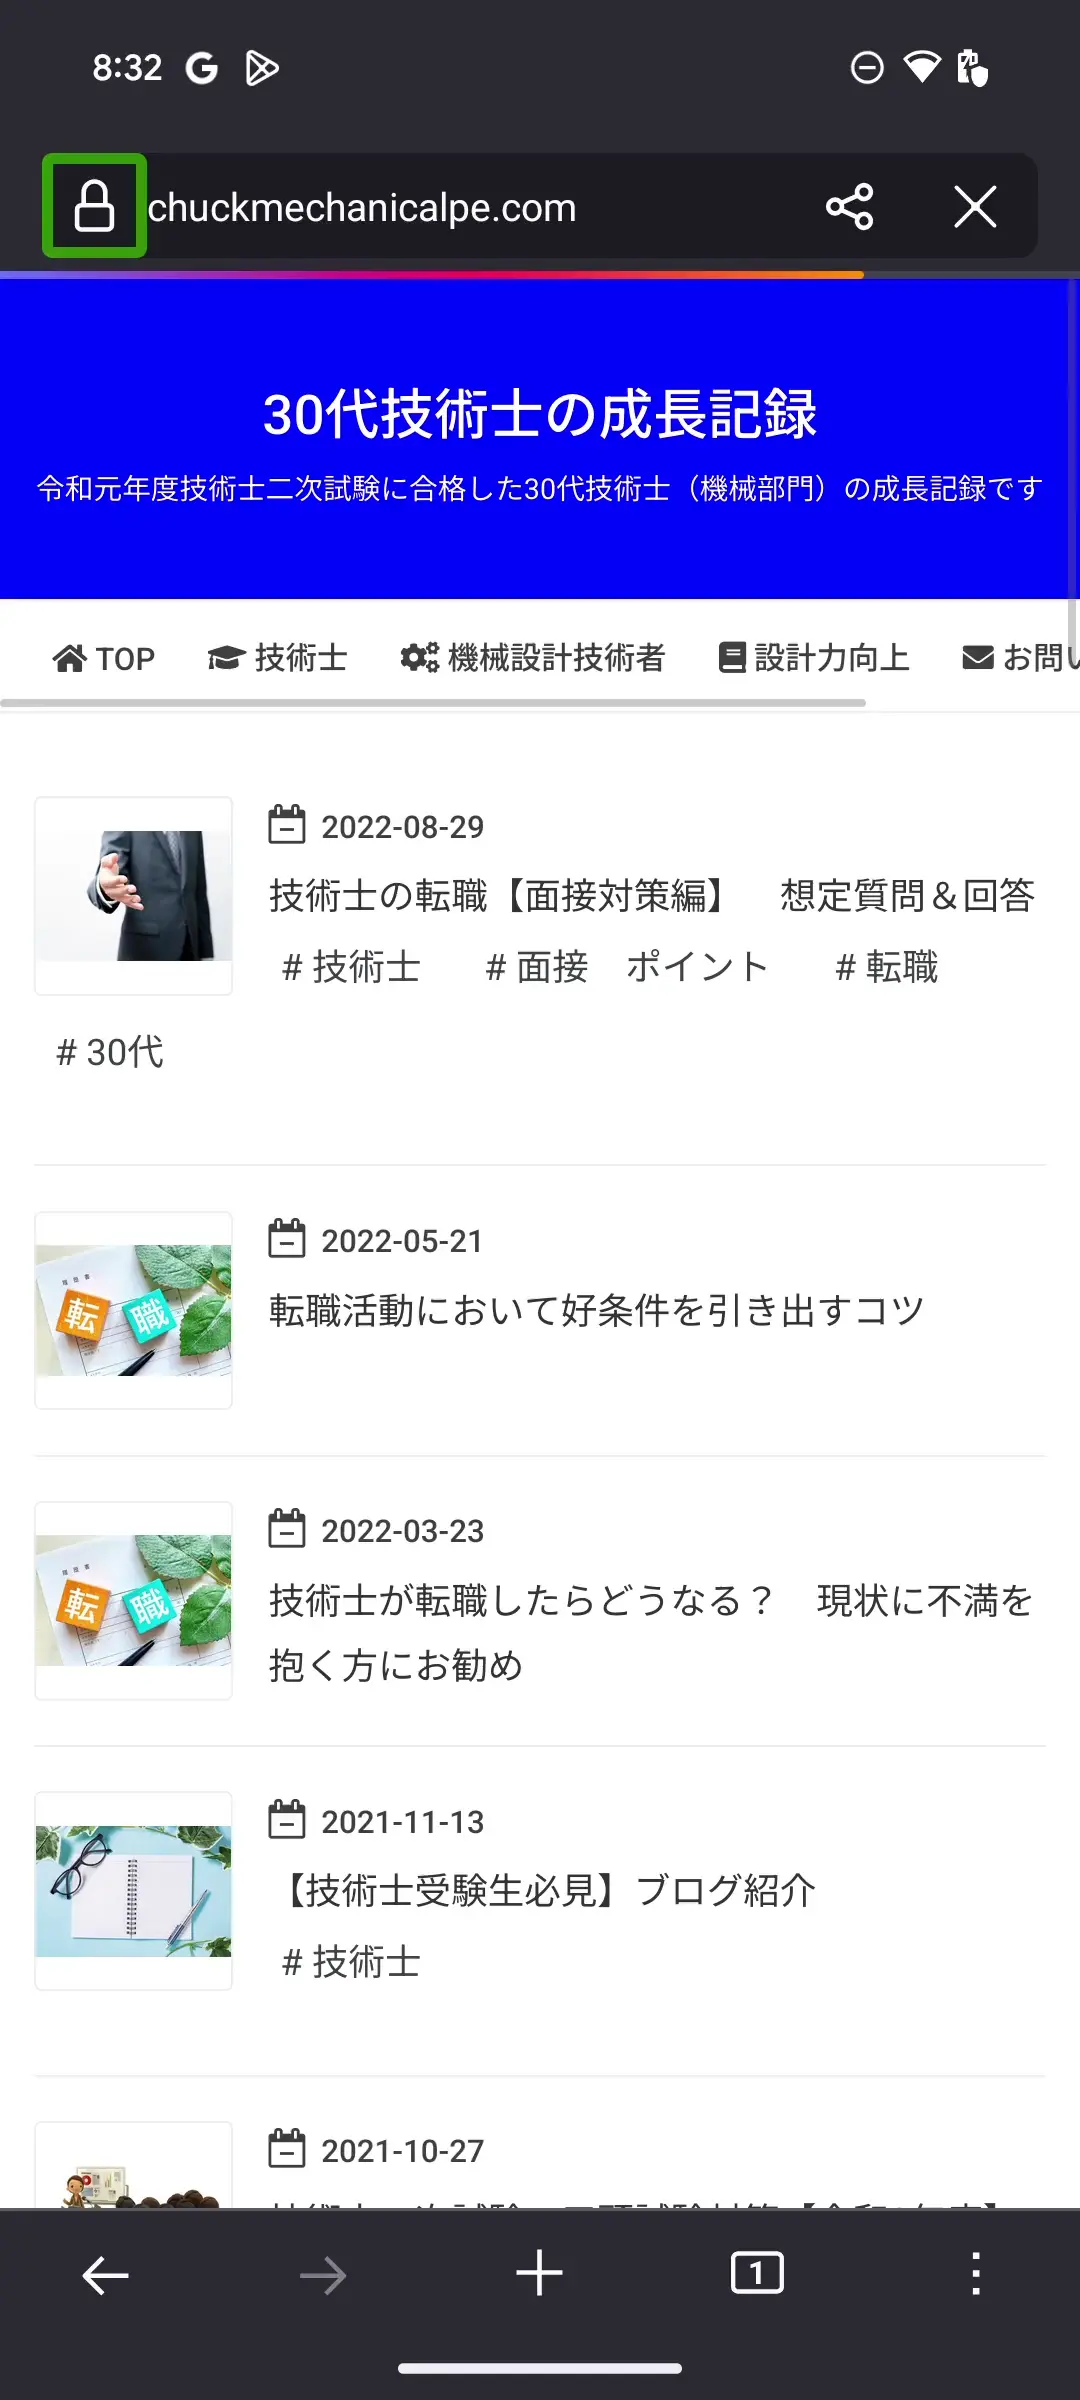 8:32
chuckmechanicalpe.com
30代技術士の成長記録
令和元年度技術士二次試験に合格した30代技術士（機械部門）の成長記録です
TOP 技術士 機械設計技術者 設計力向上 お問い
2022-08-29
技術士の転職【面接対策編】　想定質問＆回答
# 技術士 # 面接　ポイント # 転職
# 30代
2022-05-21
転職活動において好条件を引き出すコツ
転 職
2022-03-23
技術士が転職したらどうなる？　現状に不満を
抱く方にお勧め
転 職
2021-11-13
【技術士受験生必見】ブログ紹介
# 技術士
2021-10-27
1